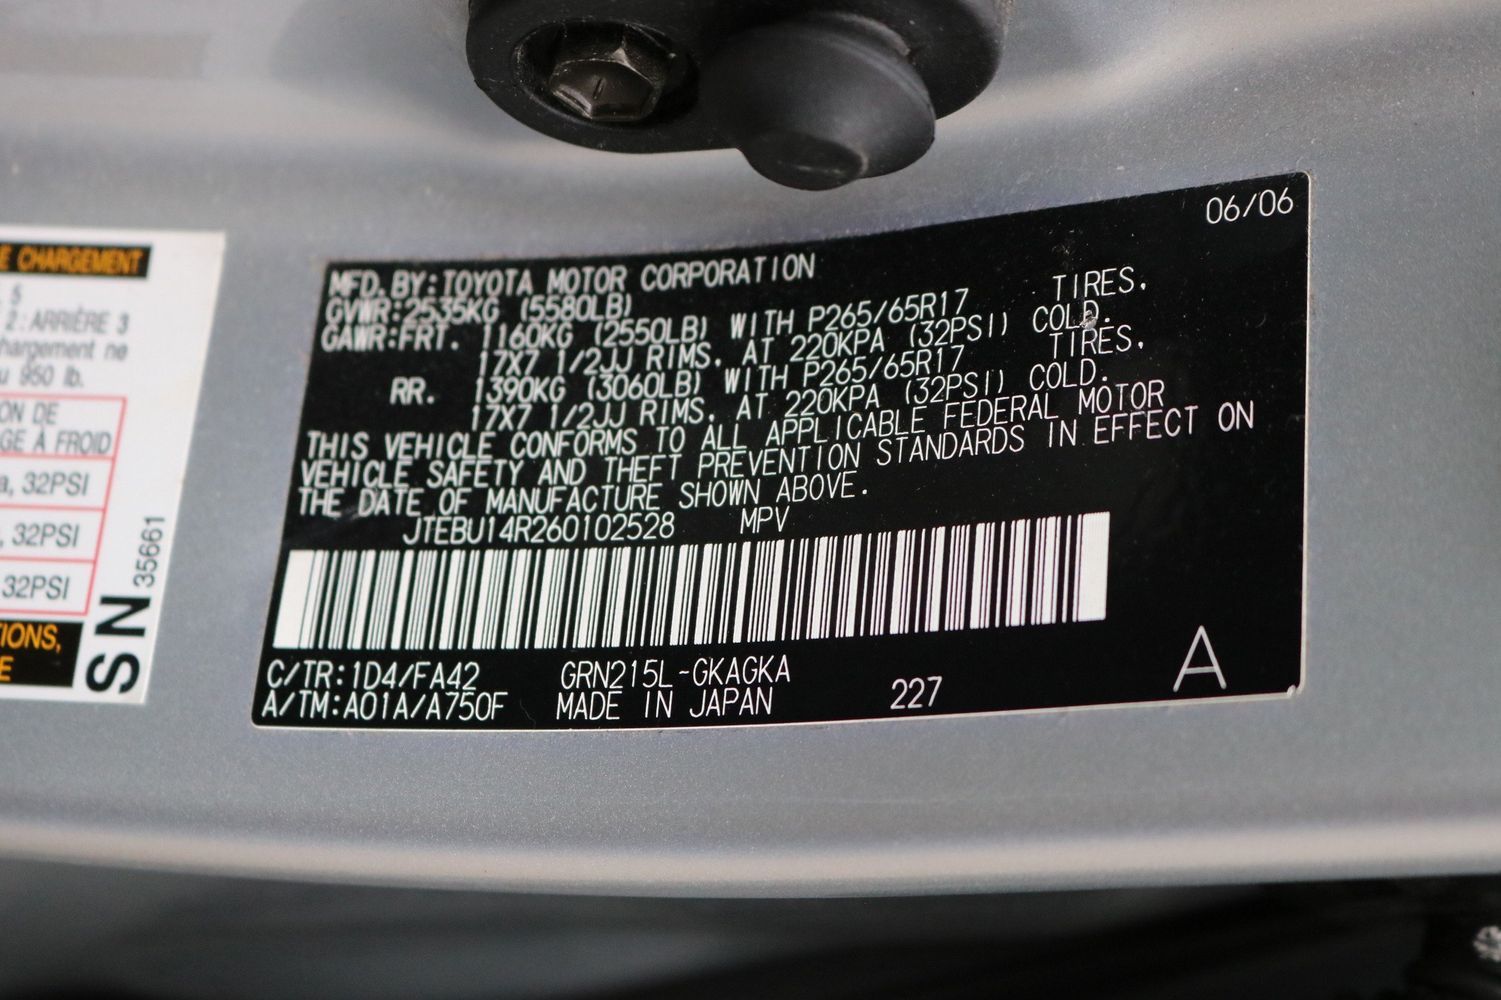 E CHARGEMENT
5
2 : ARRIÈRE 3
hargement ne
u 950 lb.
ON DE
GE À FROID
a, 32PSI
, 32PSI
32PSI
IONS,
E
SN 35661
06/06
MFD. BY: TOYOTA MOTOR CORPORATION
GVWR: 2535KG (5580LB)
GAWR: FRT. 1160KG (2550LB) WITH P265/65R17 TIRES,
17X7 1/2JJ RIMS, AT 220KPA (32PSI) COLD.
RR. 1390KG (3060LB) WITH P265/65R17 TIRES,
17X7 1/2JJ RIMS, AT 220KPA (32PSI) COLD.
THIS VEHICLE CONFORMS TO ALL APPLICABLE FEDERAL MOTOR
VEHICLE SAFETY AND THEFT PREVENTION STANDARDS IN EFFECT ON
THE DATE OF MANUFACTURE SHOWN ABOVE.
JTEBU14R260102528 MPV
C/TR: 1D4/FA42 GRN215L-GKAGKA
A/TM: A01A/A750F MADE IN JAPAN 227 A